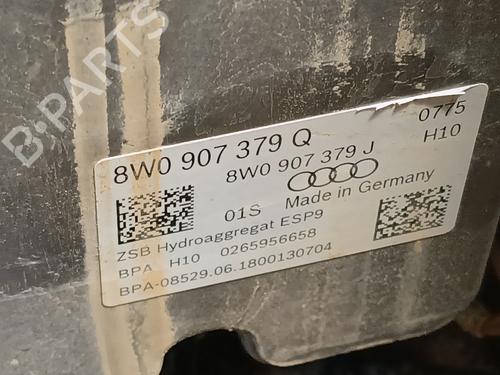 B-PARTS
8W0 907 379 Q
0775
8W0 907 379 J
H10
01S Made in Germany
ZSB Hydroaggregat ESP9
BPA H10 0265956658
BPA-08529.06.1800130704